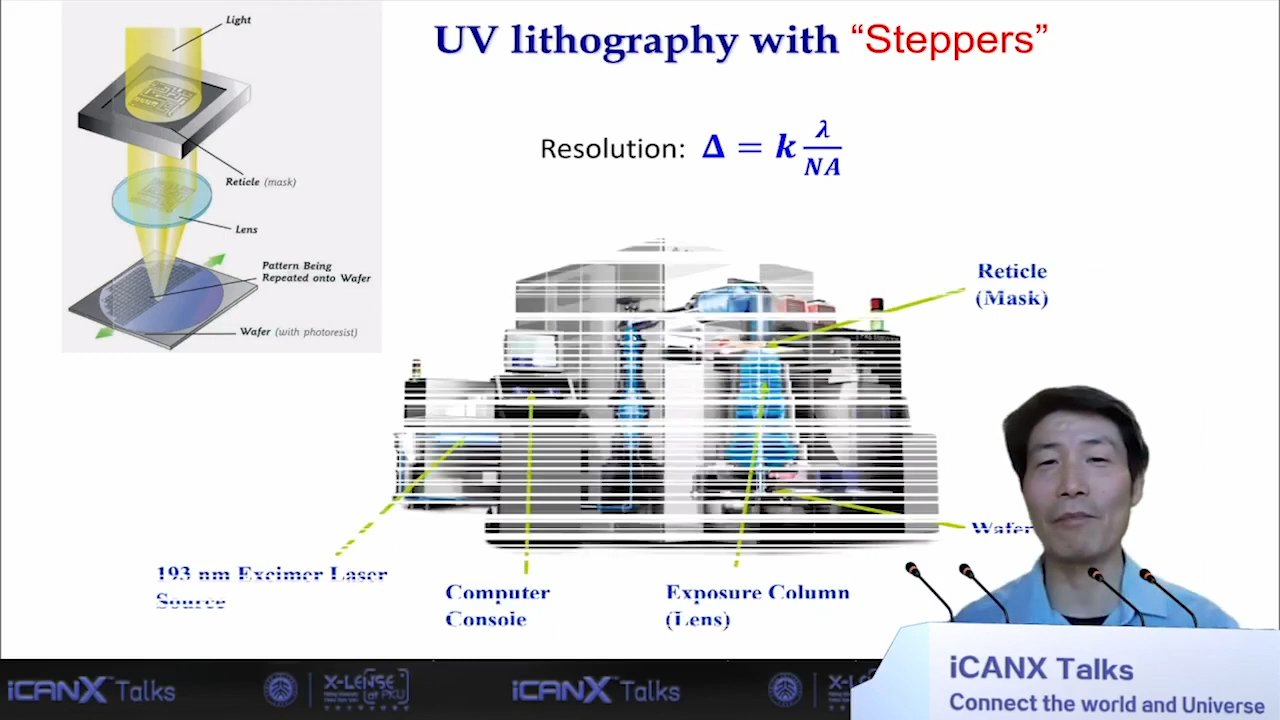 UV lithography with “Steppers”
Light
Reticle (mask)
Lens
Pattern Being
Repeated onto Wafer
Wafer (with photoresist)
Resolution: Δ = k λ/NA
Reticle
(Mask)
Wafer
193 nm Excimer Laser
Source
Computer
Console
Exposure Column
(Lens)
iCANX Talks
X-LENSE
of PKU
iCANX Talks
iCANX Talks
Connect the world and Universe